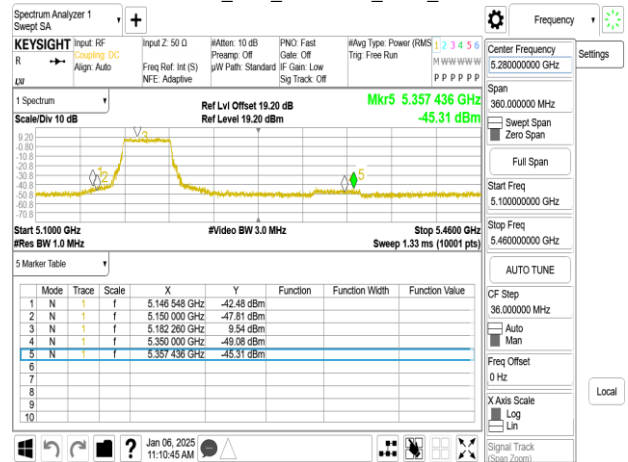 Spectrum Analyzer 1
Swept SA
Frequency
KEYSIGHT Input: RF Input Z: 50 Ω #Atten: 10 dB PNO: Fast #Avg Type: Power (RMS 1 2 3 4 5 6
R Coupling: DC Preamp: Off Gate: Off Trig: Free Run
Align: Auto Freq Ref: Int (S) µW Path: Standard IF Gain: Low M W W W W W
NFE: Adaptive Sig Track: Off P P P P P P
1 Spectrum
Scale/Div 10 dB
Ref Lvl Offset 19.20 dB
Ref Level 19.20 dBm
Mkr5 5.357 436 GHz
-45,31 dBm
9.20
-0.80
-10.8
-20.8
-30.8
-40.8
-50.8
-60.8
-70.8
1
2
3
5
Start 5.1000 GHz #Video BW 3.0 MHz Stop 5.4600 GHz
#Res BW 1.0 MHz Sweep 1.33 ms (10001 pts)
5 Marker Table
Mode Trace Scale X Y Function Function Width Function Value
1 N 1 f 5.146 548 GHz -42.48 dBm
2 N 1 f 5.150 000 GHz -47.81 dBm
3 N 1 f 5.182 260 GHz 9.54 dBm
4 N 1 f 5.350 000 GHz -49.08 dBm
5 N 1 f 5.357 436 GHz -45.31 dBm
6
7
8
9
10
Jan 06, 2025
11:10:45 AM
Center Frequency
5.280000000 GHz
Settings
Span
360.000000 MHz
Swept Span
Zero Span
Full Span
Start Freq
5.100000000 GHz
Stop Freq
5.460000000 GHz
AUTO TUNE
CF Step
36.000000 MHz
Auto
Man
Freq Offset
0 Hz
X Axis Scale
Log
Lin
Local
Signal Track
(Span Zoom)